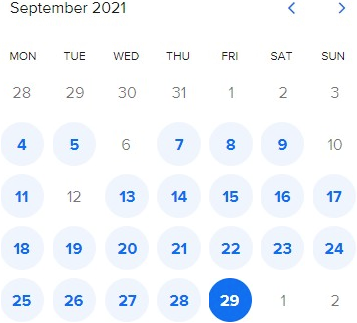 September 2021
MON TUE WED THU FRI SAT SUN
28 29 30 31 1 2 3
4 5 6 7 8 9 10
11 12 13 14 15 16 17
18 19 20 21 22 23 24
25 26 27 28 29 1 2